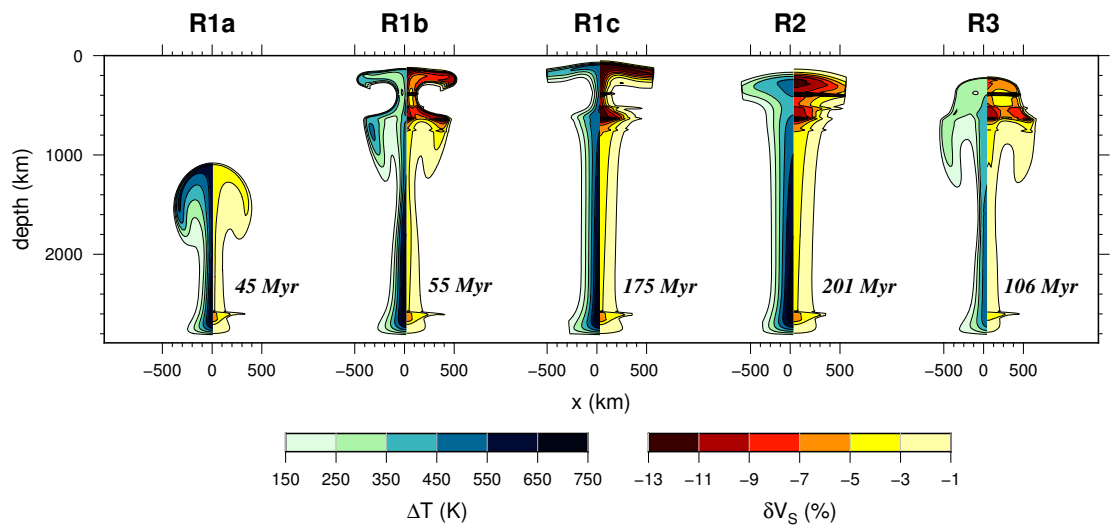 R1a R1b R1c R2 R3
−500 0 500 −500 0 500 −500 0 500 −500 0 500 −500 0 500
0
1000
2000
depth (km)
45 Myr 55 Myr 175 Myr 201 Myr 106 Myr
x (km)
150 250 350 450 550 650 750 −13 −11 −9 −7 −5 −3 −1
ΔT (K) δV_S (%)